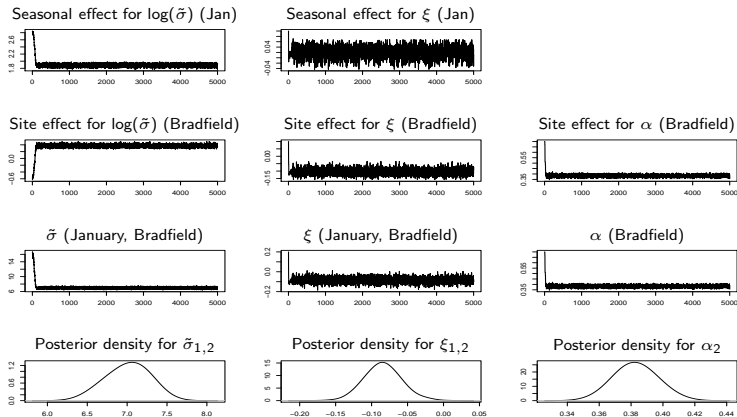 Seasonal effect for log(σ̃) (Jan)
Seasonal effect for ξ (Jan)
1.8 2.2 2.6
0 1000 2000 3000 4000 5000
−0.04 0.04
0 1000 2000 3000 4000 5000
Site effect for log(σ̃) (Bradfield)
Site effect for ξ (Bradfield)
Site effect for α (Bradfield)
−0.6 0.0
0 1000 2000 3000 4000 5000
−0.15 0.00
0 1000 2000 3000 4000 5000
0.35 0.55
0 1000 2000 3000 4000 5000
σ̃ (January, Bradfield)
ξ (January, Bradfield)
α (Bradfield)
6 10 14
0 1000 2000 3000 4000 5000
−0.2 0.0 0.2
0 1000 2000 3000 4000 5000
0.35 0.55
0 1000 2000 3000 4000 5000
Posterior density for σ̃₁,₂
Posterior density for ξ₁,₂
Posterior density for α₂
0.0 0.6 1.2
6.0 6.5 7.0 7.5 8.0
0 5 10 15
−0.20 −0.15 −0.10 −0.05 0.00 0.05
0 10 20
0.34 0.36 0.38 0.40 0.42 0.44